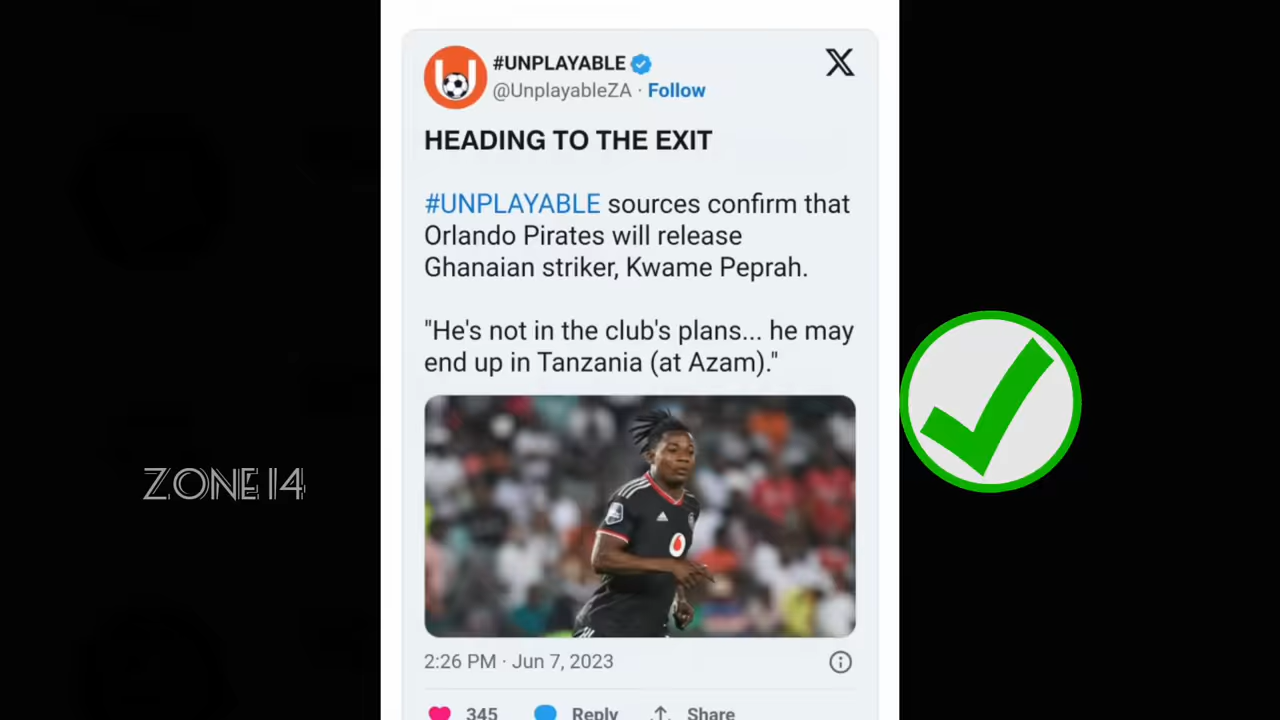 #UNPLAYABLE
@UnplayableZA · Follow
X
HEADING TO THE EXIT
#UNPLAYABLE sources confirm that
Orlando Pirates will release
Ghanaian striker, Kwame Peprah.
"He's not in the club's plans... he may
end up in Tanzania (at Azam)."
ZONE 14
2:26 PM · Jun 7, 2023
345 Reply Share